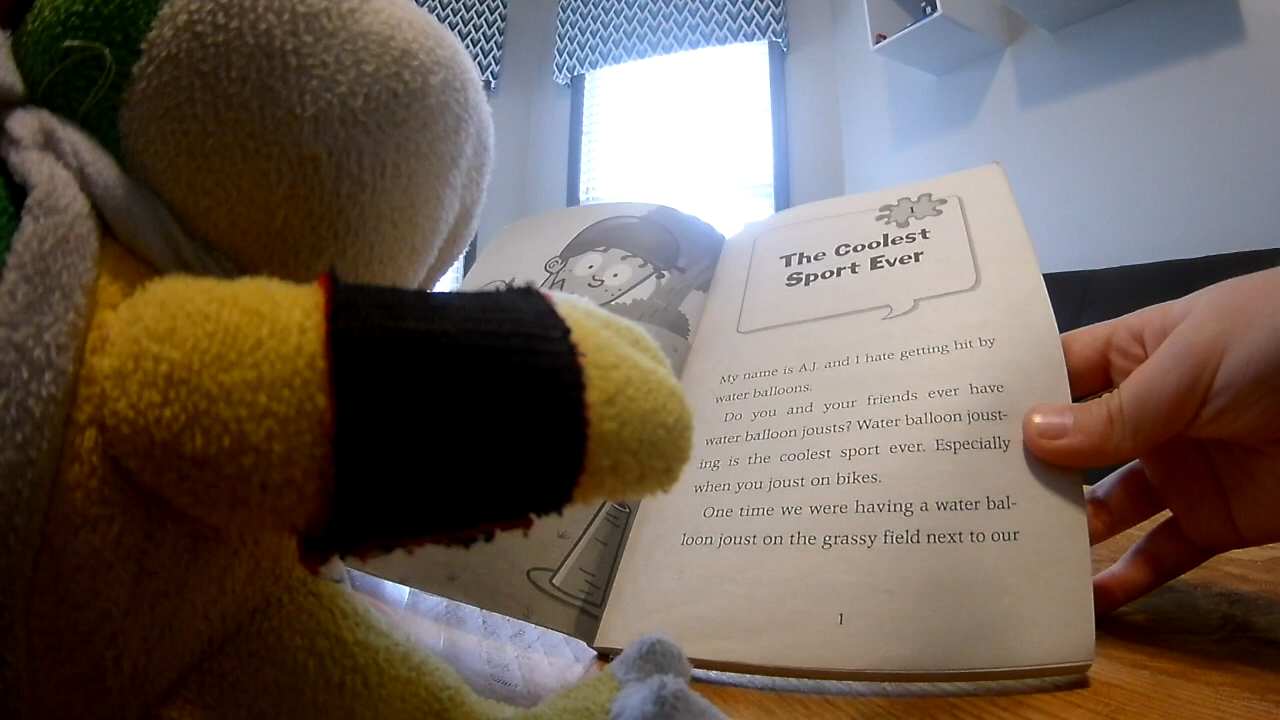 1
The Coolest
Sport Ever
My name is A.J. and I hate getting hit by
water balloons.
Do you and your friends ever have
water balloon jousts? Water balloon joust-
ing is the coolest sport ever. Especially
when you joust on bikes.
One time we were having a water bal-
loon joust on the grassy field next to our
1